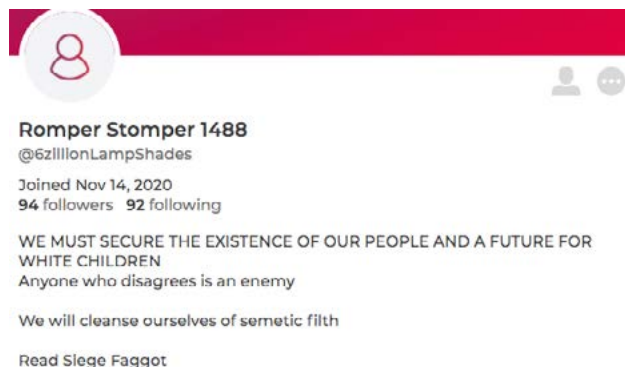 Romper Stomper 1488
@6zillionLampShades
Joined Nov 14, 2020
94 followers 92 following
WE MUST SECURE THE EXISTENCE OF OUR PEOPLE AND A FUTURE FOR
WHITE CHILDREN
Anyone who disagrees is an enemy
We will cleanse ourselves of semetic filth
Read Siege Faggot